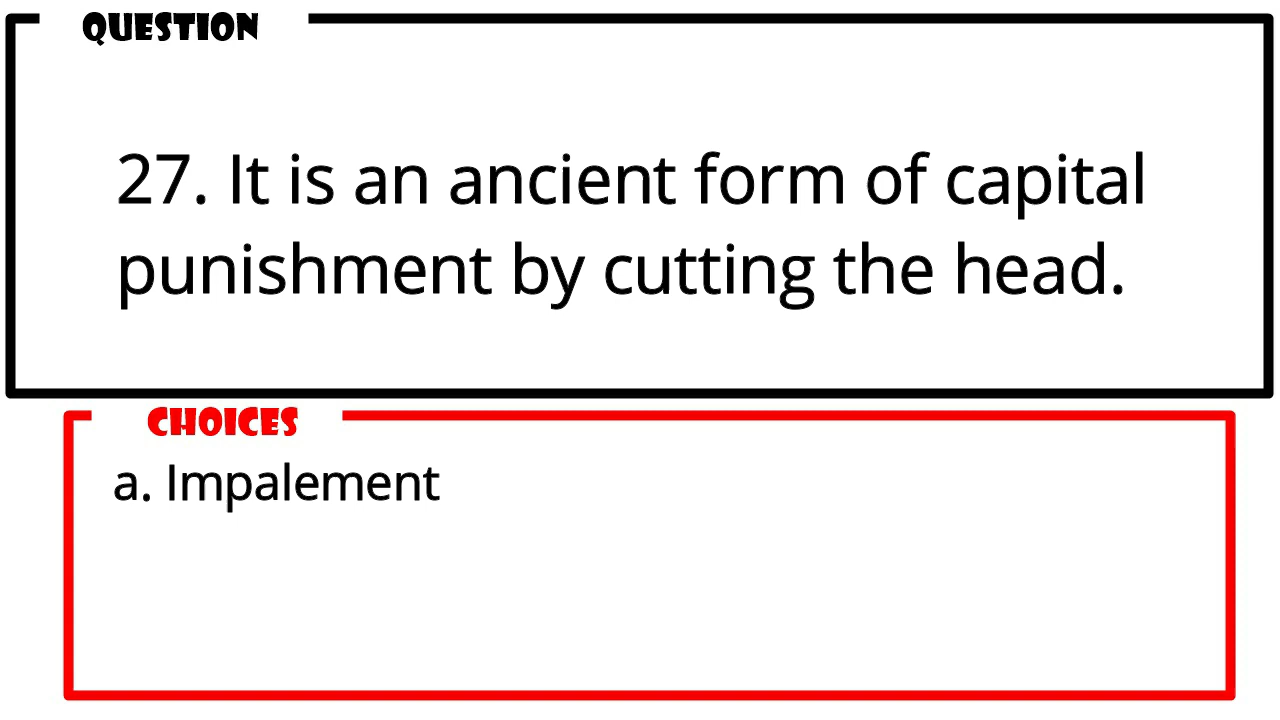 QUESTION
27. It is an ancient form of capital
punishment by cutting the head.
CHOICES
a. Impalement